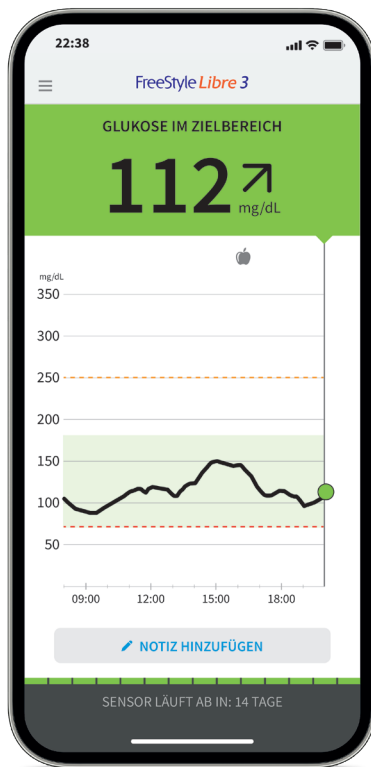 22:38
FreeStyle Libre 3
GLUKOSE IM ZIELBEREICH
112
mg/dL
mg/dL
350
300
250
200
150
100
50
09:00 12:00 15:00 18:00
NOTIZ HINZUFÜGEN
SENSOR LÄUFT AB IN: 14 TAGE